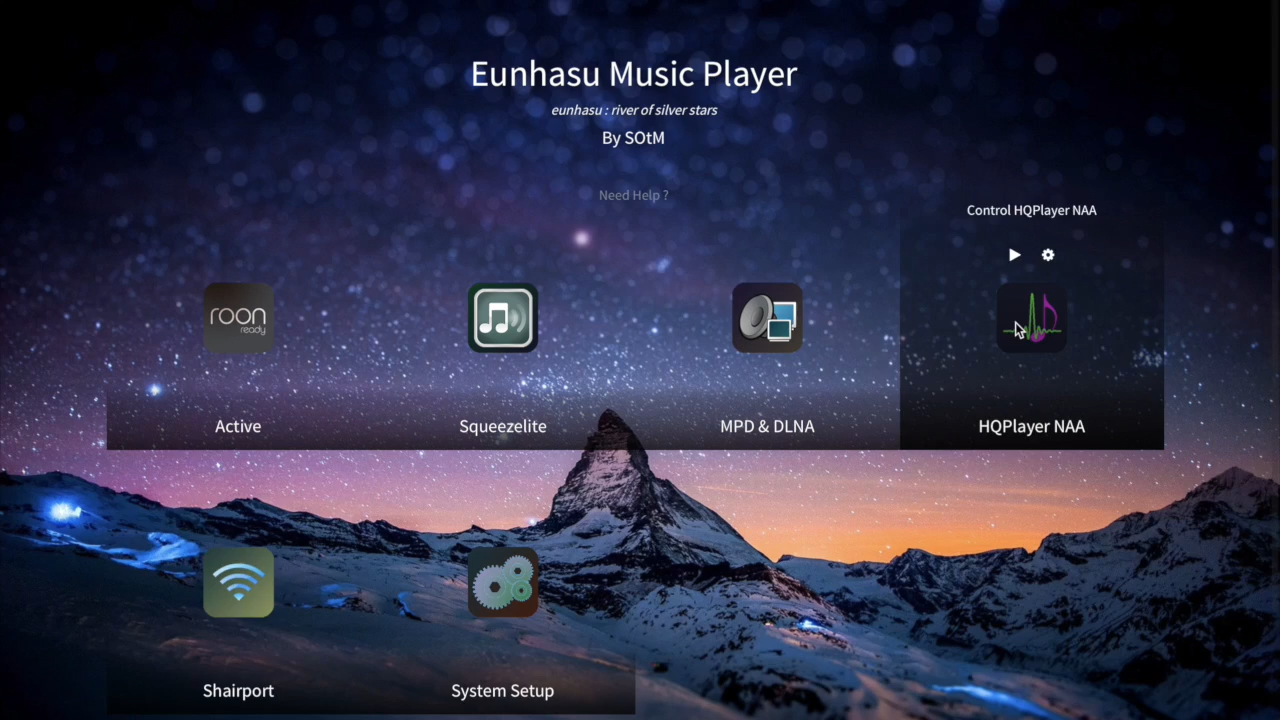 Eunhasu Music Player
eunhasu : river of silver stars
By SOtM
Need Help ?
Control HQPlayer NAA
roon
ready
Active
Squeezelite
MPD & DLNA
HQPlayer NAA
Shairport
System Setup